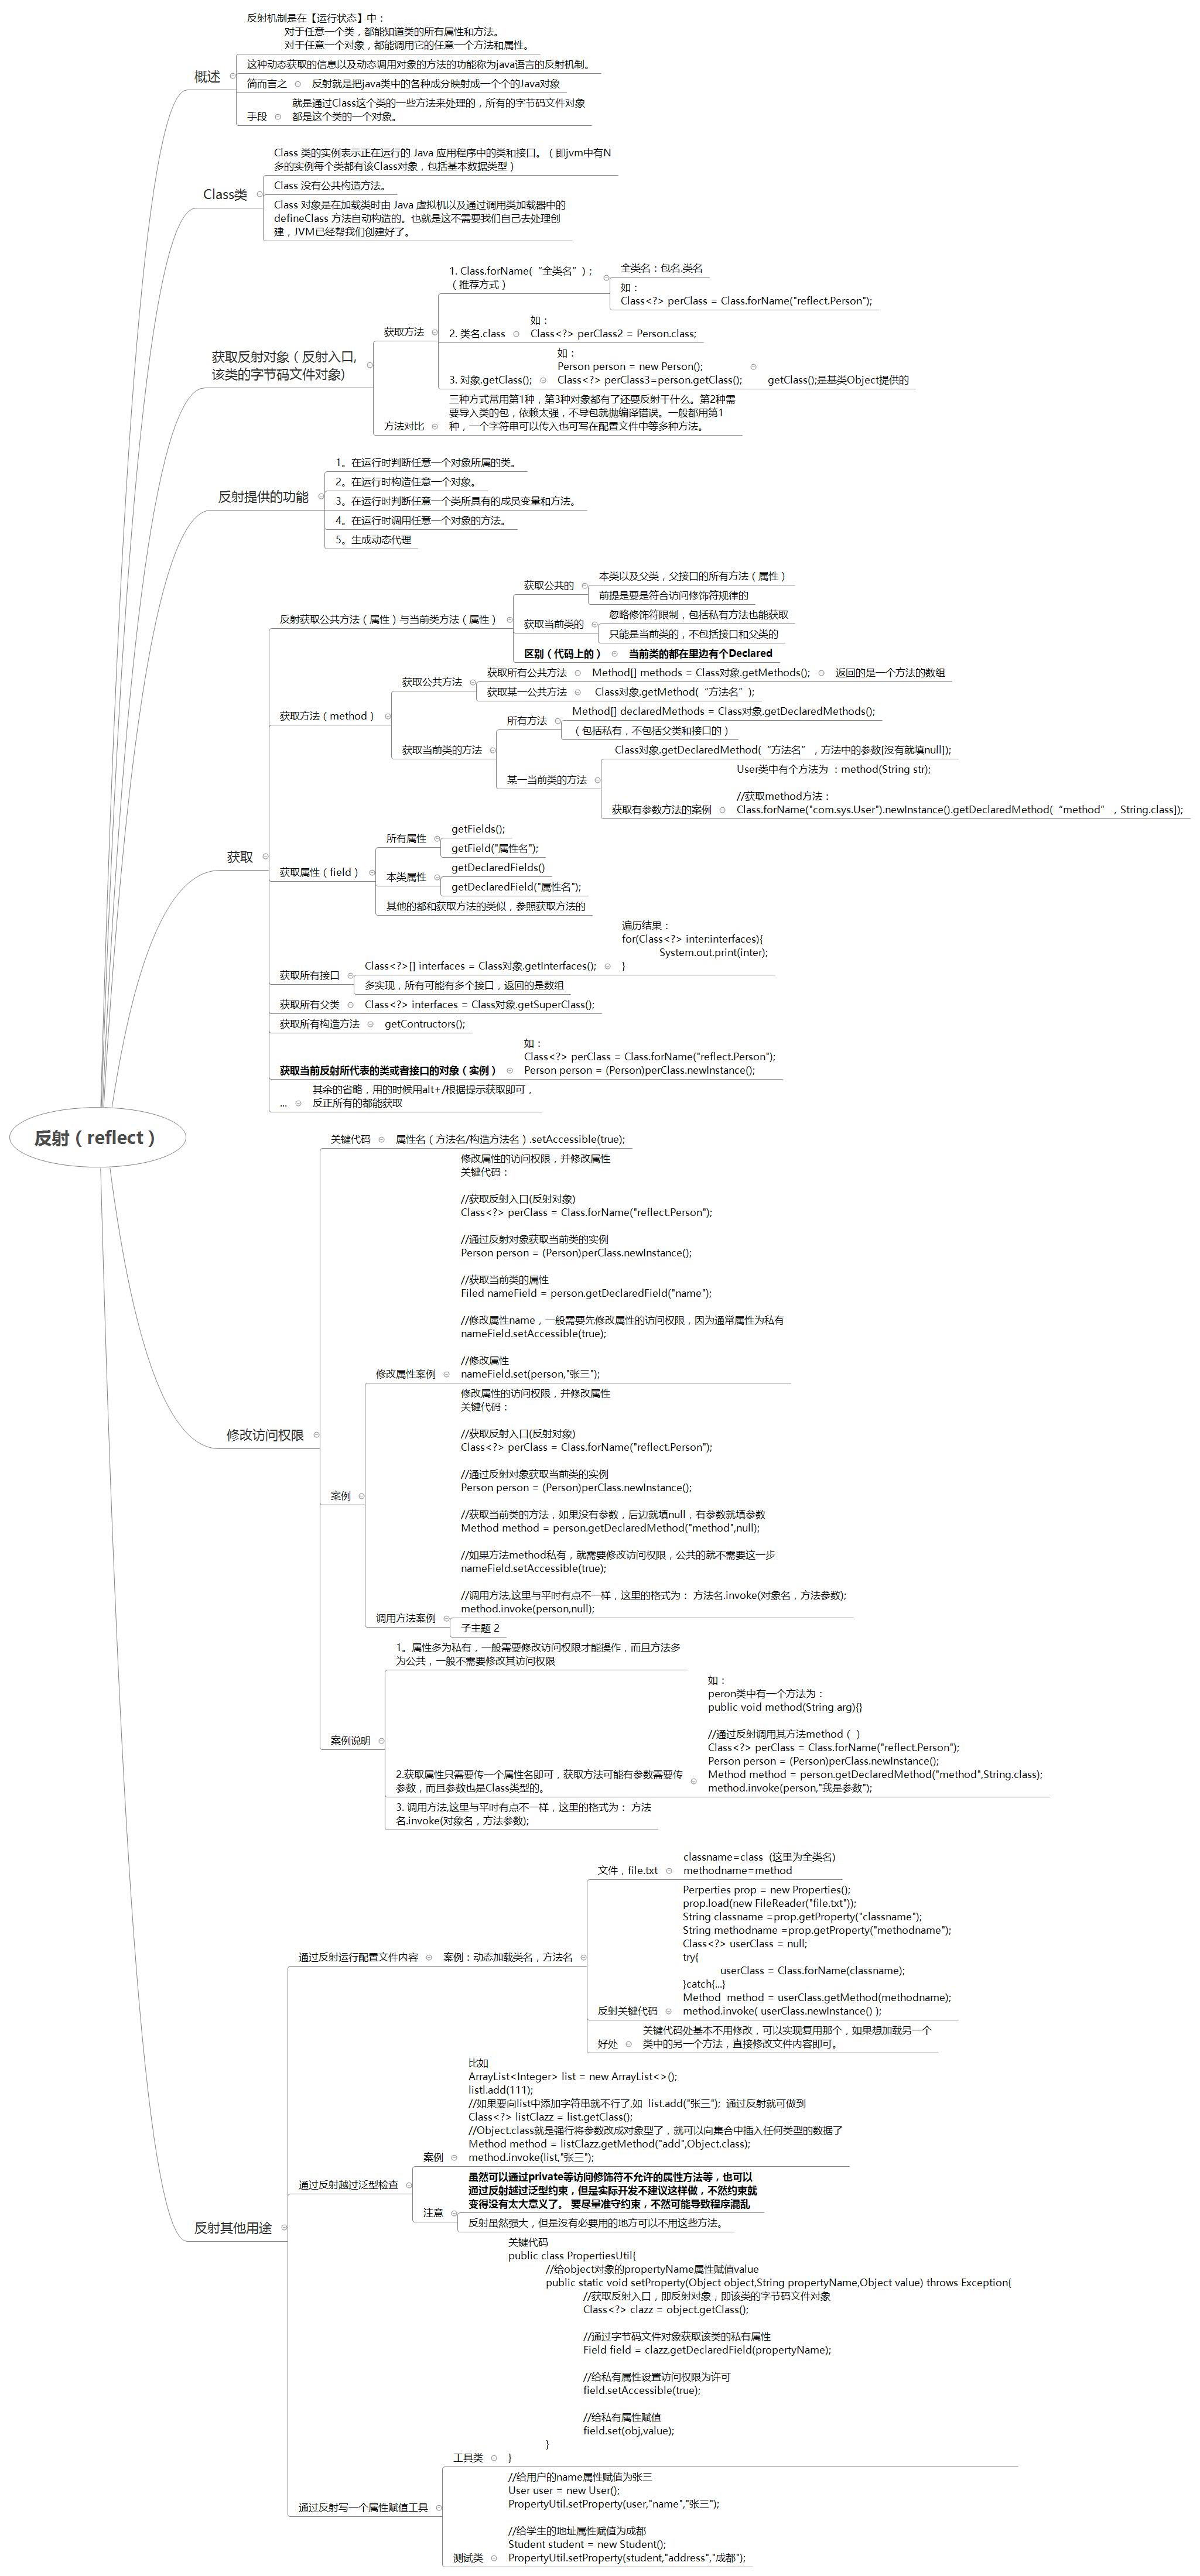 反射（reflect）
概述
反射机制是在【运行状态】中：
对于任意一个类，都能知道类的所有属性和方法。
对于任意一个对象，都能调用它的任意一个方法和属性。
这种动态获取的信息以及动态调用对象的方法的功能称为java语言的反射机制。
简而言之
反射就是把java类中的各种成分映射成一个个的Java对象
手段
就是通过Class这个类的一些方法来处理的，所有的字节码文件对象
都是这个类的一个对象。
Class类
Class 类的实例表示正在运行的 Java 应用程序中的类和接口。（即jvm中有N
多的实例每个类都有该Class对象，包括基本数据类型）
Class 没有公共构造方法。
Class 对象是在加载类时由 Java 虚拟机以及通过调用类加载器中的
defineClass 方法自动构造的。也就是这不需要我们自己去处理创
建，JVM已经帮我们创建好了。
获取反射对象（反射入口,
该类的字节码文件对象）
获取方法
1. Class.forName(“全类名”)；
（推荐方式）
全类名：包名.类名
如：
Class<?> perClass = Class.forName("reflect.Person");
2. 类名.class
如：
Class<?> perClass2 = Person.class;
3. 对象.getClass();
如：
Person person = new Person();
Class<?> perClass3=person.getClass();
getClass();是基类Object提供的
方法对比
三种方式常用第1种，第3种对象都有了还要反射干什么。第2种需
要导入类的包，依赖太强，不导包就抛编译错误。一般都用第1
种，一个字符串可以传入也可写在配置文件中等多种方法。
反射提供的功能
1。在运行时判断任意一个对象所属的类。
2。在运行时构造任意一个对象。
3。在运行时判断任意一个类所具有的成员变量和方法。
4。在运行时调用任意一个对象的方法。
5。生成动态代理
获取
反射获取公共方法（属性）与当前类方法（属性）
获取公共的
本类以及父类，父接口的所有方法（属性）
前提是要是符合访问修饰符规律的
获取当前类的
忽略修饰符限制，包括私有方法也能获取
只能是当前类的，不包括接口和父类的
区别（代码上的）
当前类的都在里边有个Declared
获取方法（method）
获取公共方法
获取所有公共方法
Method[] methods = Class对象.getMethods();
返回的是一个方法的数组
获取某一公共方法
Class对象.getMethod(“方法名”);
获取当前类的方法
所有方法
Method[] declaredMethods = Class对象.getDeclaredMethods();
（包括私有，不包括父类和接口的）
某一当前类的方法
Class对象.getDeclaredMethod(“方法名”，方法中的参数[没有就填null]);
获取有参数方法的案例
User类中有个方法为 ：method(String str);
//获取method方法：
Class.forName("com.sys.User").newInstance().getDeclaredMethod(“method”，String.class]);
获取属性（field）
所有属性
getFields();
getField("属性名");
本类属性
getDeclaredFields()
getDeclaredField("属性名");
其他的都和获取方法的类似，参照获取方法的
获取所有接口
Class<?>[] interfaces = Class对象.getInterfaces();
遍历结果：
for(Class<?> inter:interfaces){
System.out.print(inter);
}
多实现，所有可能有多个接口，返回的是数组
获取所有父类
Class<?> interfaces = Class对象.getSuperClass();
获取所有构造方法
getContructors();
获取当前反射所代表的类或者接口的对象（实例）
如：
Class<?> perClass = Class.forName("reflect.Person");
Person person = (Person)perClass.newInstance();
...
其余的省略，用的时候用alt+/根据提示获取即可，
反正所有的都能获取
修改访问权限
关键代码
属性名（方法名/构造方法名）.setAccessible(true);
案例
修改属性案例
修改属性的访问权限，并修改属性
关键代码：
//获取反射入口(反射对象)
Class<?> perClass = Class.forName("reflect.Person");
//通过反射对象获取当前类的实例
Person person = (Person)perClass.newInstance();
//获取当前类的属性
Filed nameField = person.getDeclaredField("name");
//修改属性name，一般需要先修改属性的访问权限，因为通常属性为私有
nameField.setAccessible(true);
//修改属性
nameField.set(person,"张三");
调用方法案例
修改属性的访问权限，并修改属性
关键代码：
//获取反射入口(反射对象)
Class<?> perClass = Class.forName("reflect.Person");
//通过反射对象获取当前类的实例
Person person = (Person)perClass.newInstance();
//获取当前类的方法，如果没有参数，后边就填null，有参数就填参数
Method method = person.getDeclaredMethod("method",null);
//如果方法method私有，就需要修改访问权限，公共的就不需要这一步
nameField.setAccessible(true);
//调用方法,这里与平时有点不一样，这里的格式为： 方法名.invoke(对象名，方法参数);
method.invoke(person,null);
子主题 2
案例说明
1。属性多为私有，一般需要修改访问权限才能操作，而且方法多
为公共，一般不需要修改其访问权限
2.获取属性只需要传一个属性名即可，获取方法可能有参数需要传
参数，而且参数也是Class类型的。
如：
peron类中有一个方法为：
public void method(String arg){}
//通过反射调用其方法method（ ）
Class<?> perClass = Class.forName("reflect.Person");
Person person = (Person)perClass.newInstance();
Method method = person.getDeclaredMethod("method",String.class);
method.invoke(person,"我是参数");
3. 调用方法,这里与平时有点不一样，这里的格式为： 方法
名.invoke(对象名，方法参数);
反射其他用途
通过反射运行配置文件内容
案例：动态加载类名，方法名
文件，file.txt
classname=class  (这里为全类名)
methodname=method
反射关键代码
Perperties prop = new Properties();
prop.load(new FileReader("file.txt"));
String classname =prop.getProperty("classname");
String methodname =prop.getProperty("methodname");
Class<?> userClass = null;
try{
userClass = Class.forName(classname);
}catch{...}
Method  method = userClass.getMethod(methodname);
method.invoke( userClass.newInstance() );
好处
关键代码处基本不用修改，可以实现复用那个，如果想加载另一个
类中的另一个方法，直接修改文件内容即可。
通过反射越过泛型检查
案例
比如
ArrayList<Integer> list = new ArrayList<>();
listl.add(111);
//如果要向list中添加字符串就不行了,如  list.add("张三");  通过反射就可做到
Class<?> listClazz = list.getClass();
//Object.class就是强行将参数改成对象型了，就可以向集合中插入任何类型的数据了
Method method = listClazz.getMethod("add",Object.class);
method.invoke(list,"张三");
注意
虽然可以通过private等访问修饰符不允许的属性方法等，也可以
通过反射越过泛型约束，但是实际开发不建议这样做，不然约束就
变得没有太大意义了。 要尽量准守约束，不然可能导致程序混乱
反射虽然强大，但是没有必要用的地方可以不用这些方法。
通过反射写一个属性赋值工具
工具类
关键代码
public class PropertiesUtil{
//给object对象的propertyName属性赋值value
public static void setProperty(Object object,String propertyName,Object value) throws Exception{
//获取反射入口，即反射对象，即该类的字节码文件对象
Class<?> clazz = object.getClass();
//通过字节码文件对象获取该类的私有属性
Field field = clazz.getDeclaredField(propertyName);
//给私有属性设置访问权限为许可
field.setAccessible(true);
//给私有属性赋值
field.set(obj,value);
}
}
测试类
//给用户的name属性赋值为张三
User user = new User();
PropertyUtil.setProperty(user,"name","张三");
//给学生的地址属性赋值为成都
Student student = new Student();
PropertyUtil.setProperty(student,"address","成都");